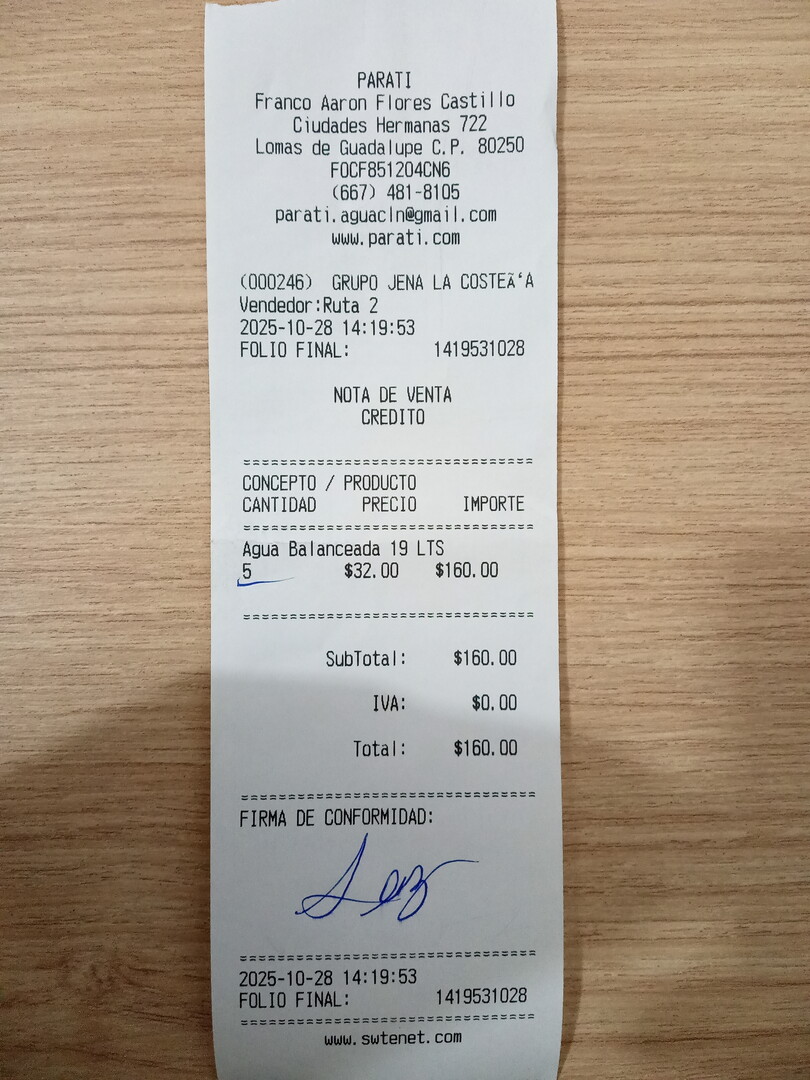 PARATI
Franco Aaron Flores Castillo
Ciudades Hermanas 722
Lomas de Guadalupe C.P. 80250
FOCF851204CN6
(667) 481-8105
parati.aguacln@gmail.com
www.parati.com
(000246) GRUPO JENA LA COSTEÃ‘A
Vendedor:Ruta 2
2025-10-28 14:19:53
FOLIO FINAL: 1419531028
NOTA DE VENTA
CREDITO
================================
CONCEPTO / PRODUCTO
CANTIDAD PRECIO IMPORTE
================================
Agua Balanceada 19 LTS
5 $32.00 $160.00
================================
SubTotal: $160.00
IVA: $0.00
Total: $160.00
================================
FIRMA DE CONFORMIDAD:
================================
2025-10-28 14:19:53
FOLIO FINAL: 1419531028
================================
www.swtenet.com